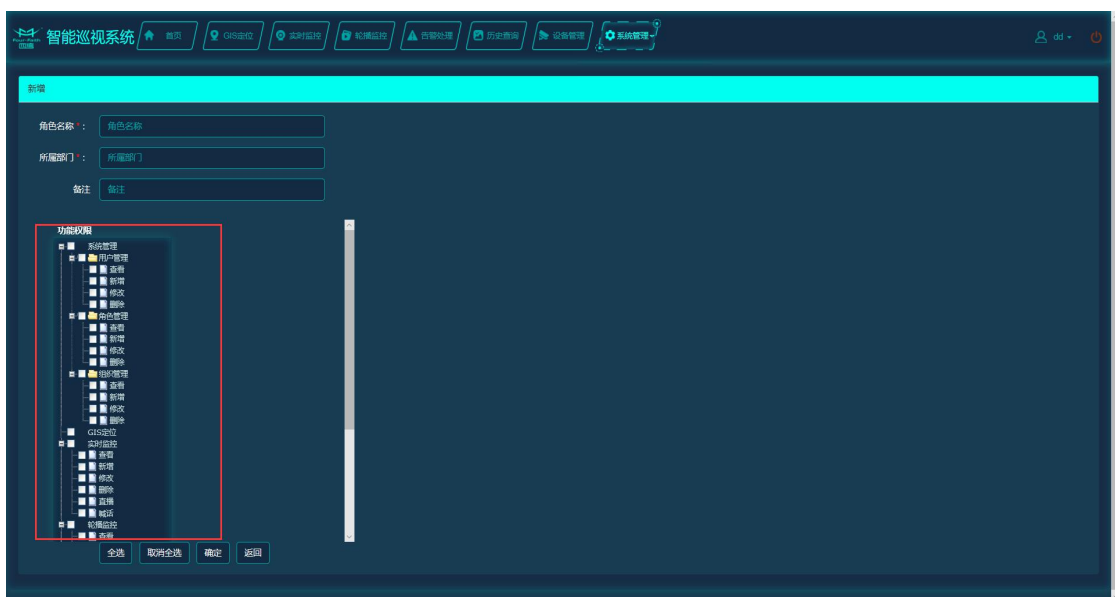 智能巡视系统 首页 GIS定位 实时监控 轮播监控 告警处理 历史查询 设备管理 系统管理 dd
新增
角色名称*： 角色名称
所属部门*： 所属部门
备注 备注
功能权限
系统管理
用户管理
查看
新增
修改
删除
角色管理
查看
新增
修改
删除
组织管理
查看
新增
修改
删除
GIS定位
实时监控
查看
新增
修改
删除
直播
喊话
轮播监控
查看
全选 取消全选 确定 返回